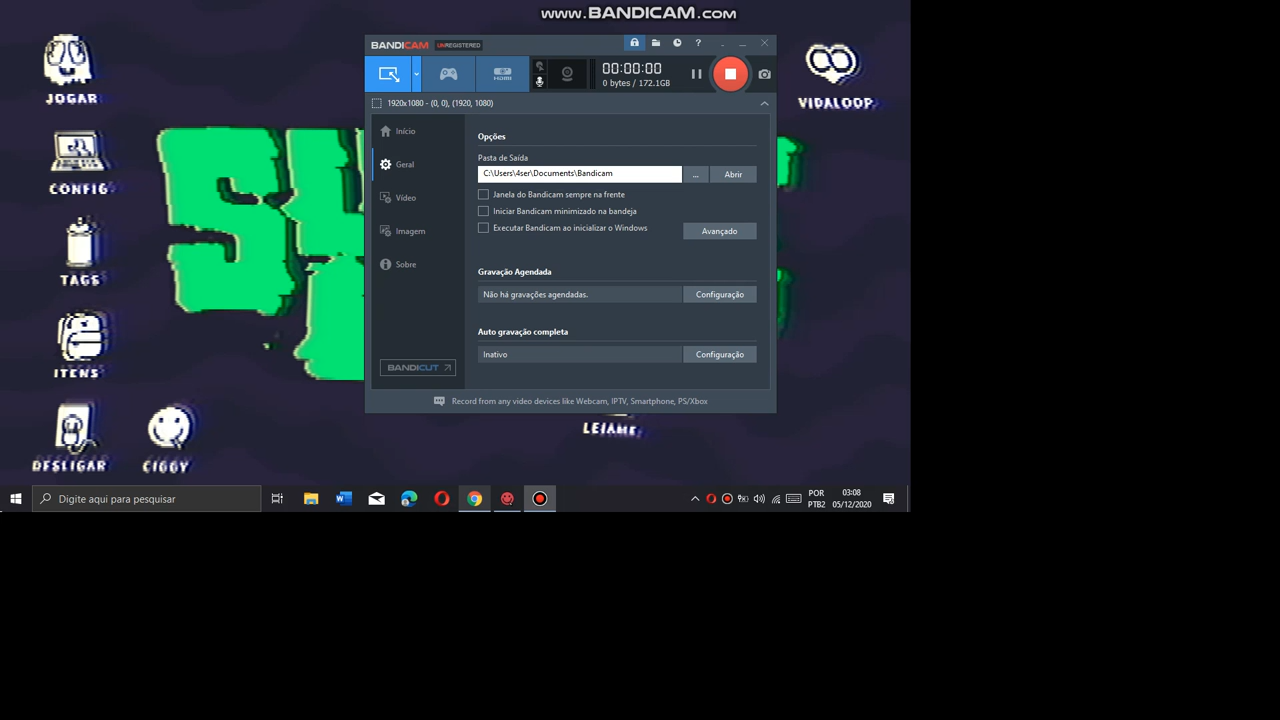 www.BANDICAM.com
BANDICAM UNREGISTERED
JOGAR
VIDALOOP
CONFIG
TAGS
ITENS
DESLIGAR
CIGGY
LEIAME
HDMI
00:00:00
0 bytes / 172.1GB
1920x1080 - (0, 0), (1920, 1080)
Início
Geral
Vídeo
Imagem
Sobre
BANDICUT
Opções
Pasta de Saída
C:\Users\4ser\Documents\Bandicam
...
Abrir
Janela do Bandicam sempre na frente
Iniciar Bandicam minimizado na bandeja
Executar Bandicam ao inicializar o Windows
Avançado
Gravação Agendada
Não há gravações agendadas.
Configuração
Auto gravação completa
Inativo
Configuração
Record from any video devices like Webcam, IPTV, Smartphone, PS/Xbox
Digite aqui para pesquisar
POR
PTB2
03:08
05/12/2020